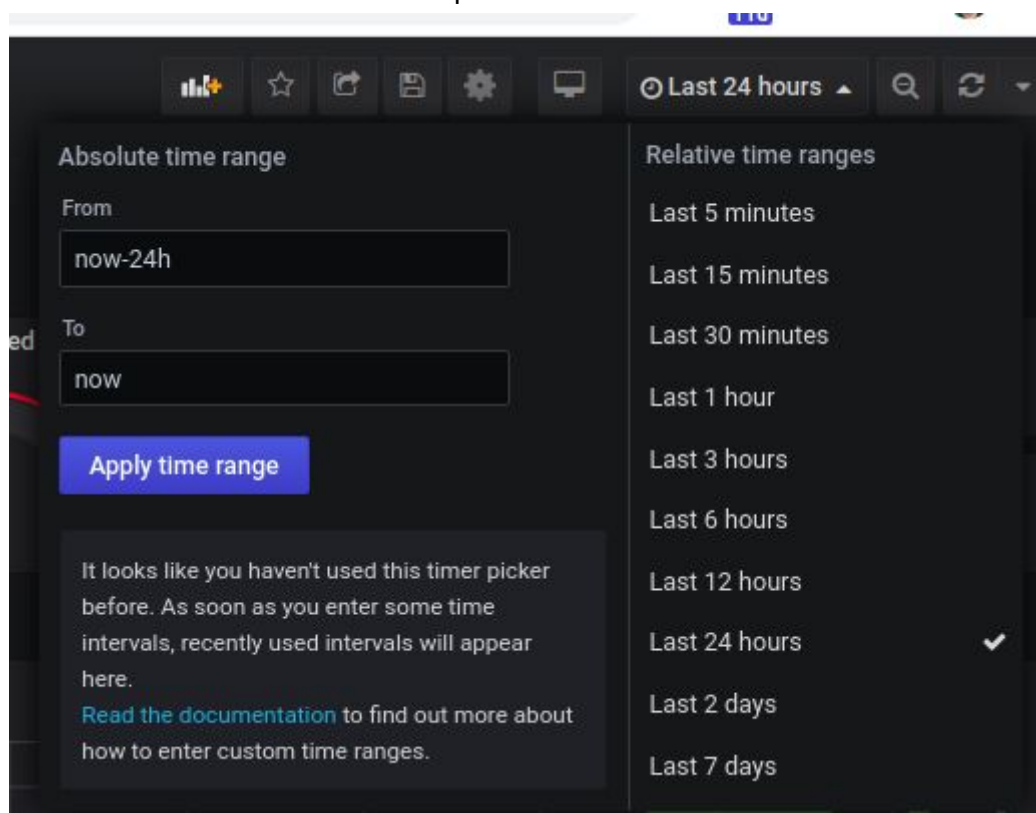 Last 24 hours
Absolute time range
From
now-24h
To
now
Apply time range
It looks like you haven't used this timer picker
before. As soon as you enter some time
intervals, recently used intervals will appear
here.
Read the documentation to find out more about
how to enter custom time ranges.
Relative time ranges
Last 5 minutes
Last 15 minutes
Last 30 minutes
Last 1 hour
Last 3 hours
Last 6 hours
Last 12 hours
Last 24 hours
Last 2 days
Last 7 days
ed